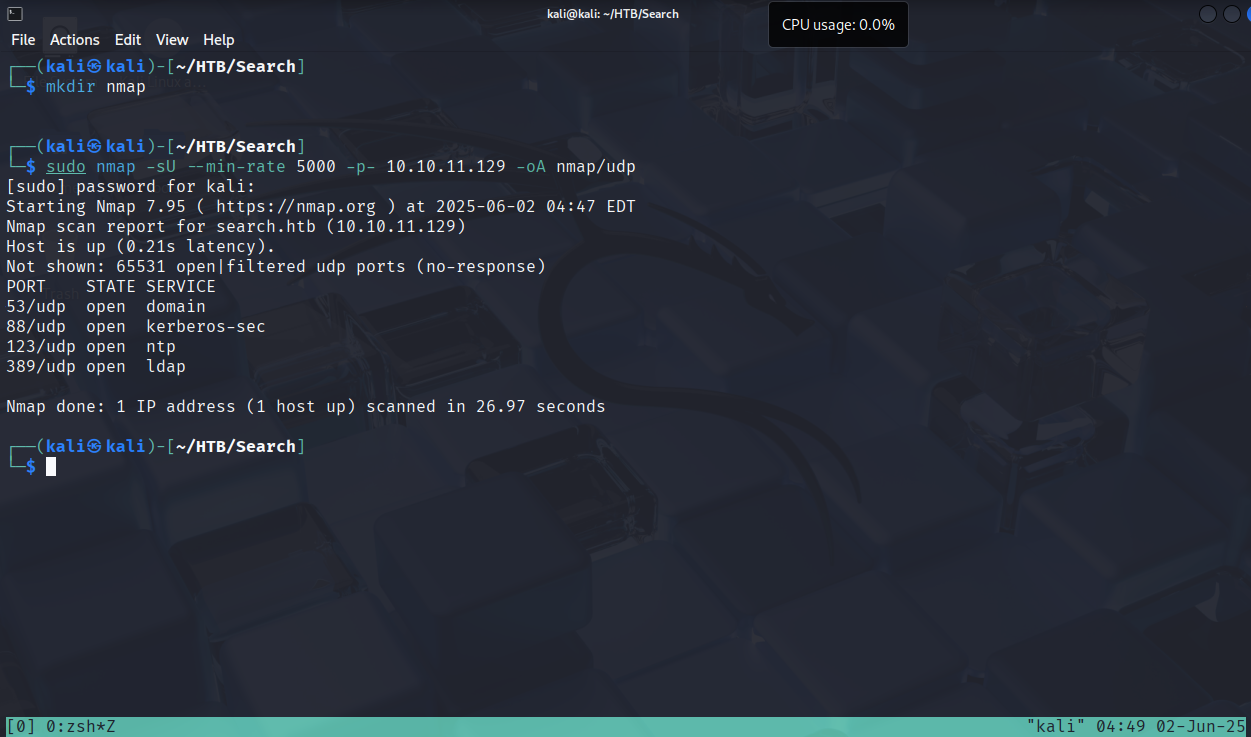 kali@kali: ~/HTB/Search
CPU usage: 0.0%
File Actions Edit View Help
┌──(kali㉿kali)-[~/HTB/Search]
└─$ mkdir nmap
┌──(kali㉿kali)-[~/HTB/Search]
└─$ sudo nmap -sU --min-rate 5000 -p- 10.10.11.129 -oA nmap/udp
[sudo] password for kali:
Starting Nmap 7.95 ( https://nmap.org ) at 2025-06-02 04:47 EDT
Nmap scan report for search.htb (10.10.11.129)
Host is up (0.21s latency).
Not shown: 65531 open|filtered udp ports (no-response)
PORT    STATE SERVICE
53/udp  open  domain
88/udp  open  kerberos-sec
123/udp open  ntp
389/udp open  ldap
Nmap done: 1 IP address (1 host up) scanned in 26.97 seconds
┌──(kali㉿kali)-[~/HTB/Search]
└─$
[0] 0:zsh*Z "kali" 04:49 02-Jun-25